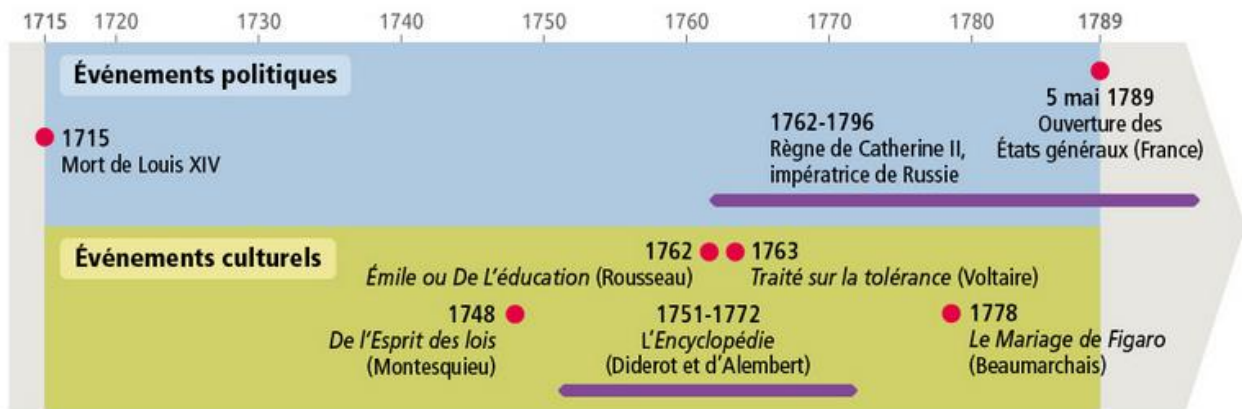 1715 1720 1730 1740 1750 1760 1770 1780 1789
Événements politiques
1715
Mort de Louis XIV
1762-1796
Règne de Catherine II,
impératrice de Russie
5 mai 1789
Ouverture des
États généraux (France)
Événements culturels
1762
Émile ou De L'éducation (Rousseau)
1763
Traité sur la tolérance (Voltaire)
1748
De l'Esprit des lois
(Montesquieu)
1751-1772
L'Encyclopédie
(Diderot et d'Alembert)
1778
Le Mariage de Figaro
(Beaumarchais)